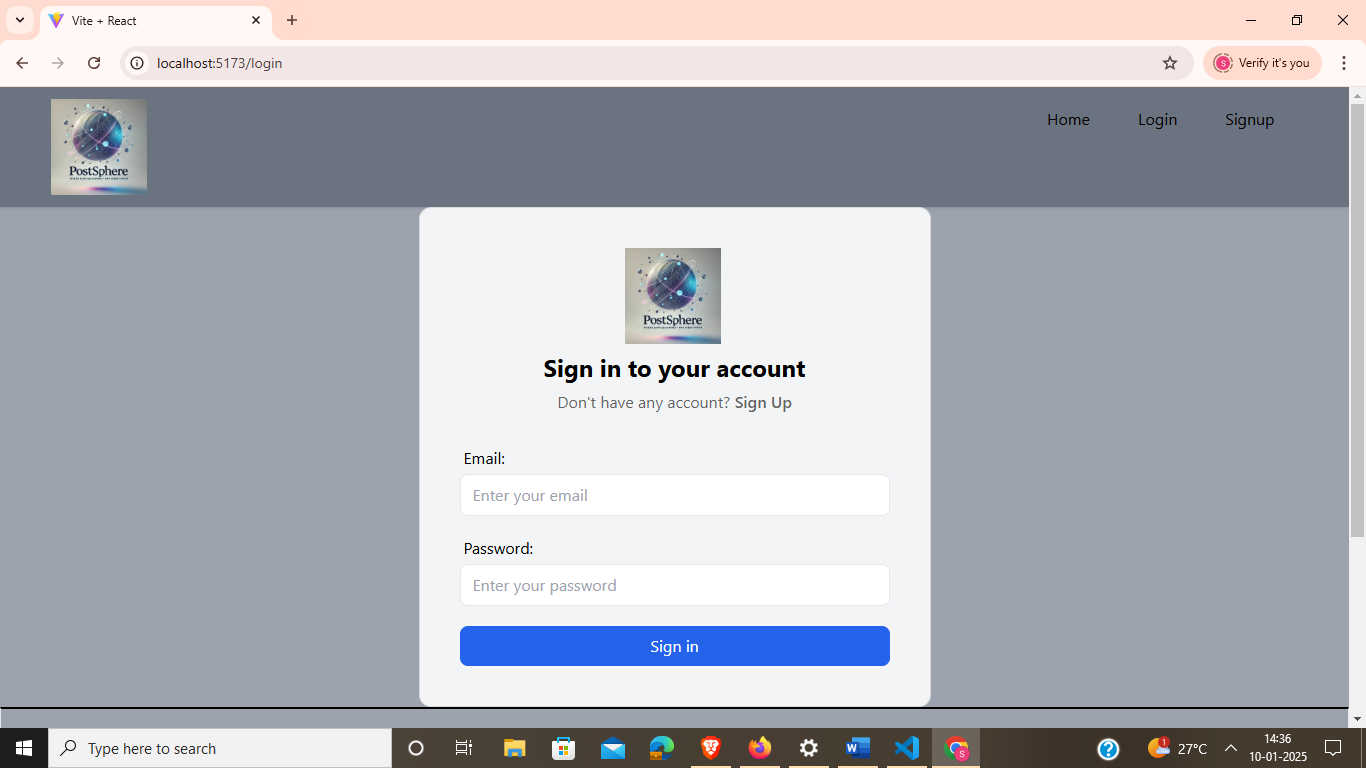 Vite + React
localhost:5173/login
Verify it's you
PostSphere
Home
Login
Signup
PostSphere
Sign in to your account
Don't have any account? Sign Up
Email:
Enter your email
Password:
Enter your password
Sign in
Type here to search
1
27°C
14:36
10-01-2025